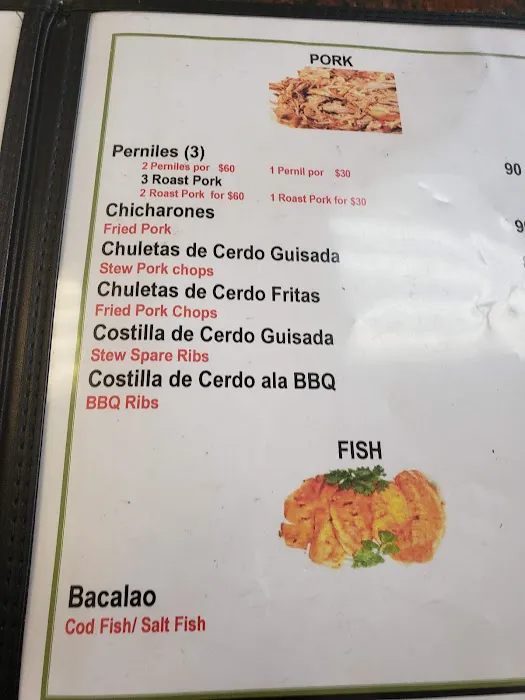 PORK
Perniles (3) 90
2 Perniles por $60 1 Pernil por $30
3 Roast Pork
2 Roast Pork for $60 1 Roast Pork for $30
Chicharones
Fried Pork
Chuletas de Cerdo Guisada
Stew Pork chops
Chuletas de Cerdo Fritas
Fried Pork Chops
Costilla de Cerdo Guisada
Stew Spare Ribs
Costilla de Cerdo ala BBQ
BBQ Ribs
FISH
Bacalao
Cod Fish/ Salt Fish